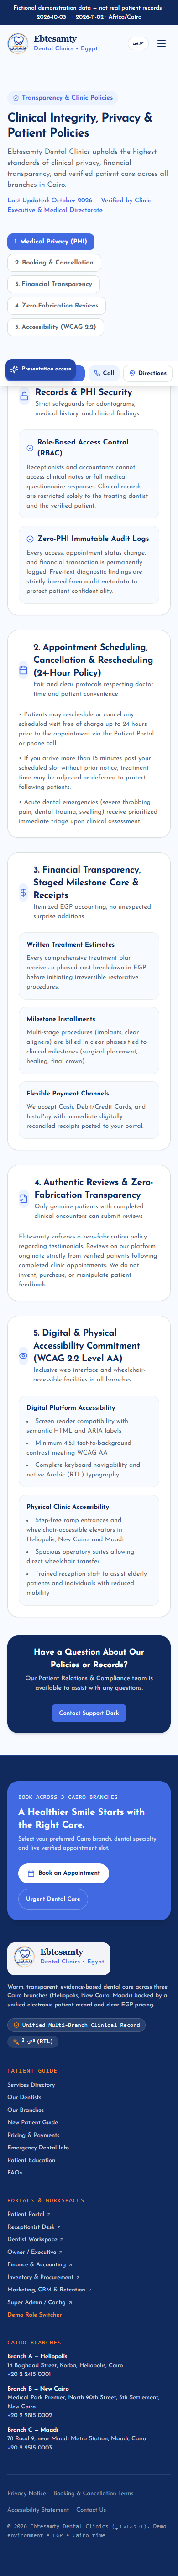 Fictional demonstration data — not real patient records ·
2026-10-03 → 2026-11-02 · Africa/Cairo
Ebtesamty
Dental Clinics • Egypt
عربي
Transparency & Clinic Policies
Clinical Integrity, Privacy &
Patient Policies
Ebtesamty Dental Clinics upholds the highest
standards of clinical privacy, financial
transparency, and verified patient care across all
branches in Cairo.
Last Updated: October 2026 — Verified by Clinic
Executive & Medical Directorate
1. Medical Privacy (PHI)
2. Booking & Cancellation
3. Financial Transparency
4. Zero-Fabrication Reviews
5. Accessibility (WCAG 2.2)
Presentation access
Call
Directions
Records & PHI Security
Strict safeguards for odontograms,
medical history, and clinical findings
Role-Based Access Control
(RBAC)
Receptionists and accountants cannot
access clinical notes or full medical
questionnaire responses. Clinical records
are restricted solely to the treating dentist
and the verified patient.
Zero-PHI Immutable Audit Logs
Every access, appointment status change,
and financial transaction is permanently
logged. Free-text diagnostic findings are
strictly barred from audit metadata to
protect patient confidentiality.
2. Appointment Scheduling,
Cancellation & Rescheduling
(24-Hour Policy)
Fair and clear protocols respecting doctor
time and patient convenience
• Patients may reschedule or cancel any
scheduled visit free of charge up to 24 hours
prior to the appointment via the Patient Portal
or phone call.
• If you arrive more than 15 minutes past your
scheduled slot without prior notice, treatment
time may be adjusted or deferred to protect
following patients.
• Acute dental emergencies (severe throbbing
pain, dental trauma, swelling) receive prioritized
immediate triage upon clinical assessment.
3. Financial Transparency,
Staged Milestone Care &
Receipts
Itemized EGP accounting, no unexpected
surprise additions
Written Treatment Estimates
Every comprehensive treatment plan
receives a phased cost breakdown in EGP
before initiating irreversible restorative
procedures.
Milestone Installments
Multi-stage procedures (implants, clear
aligners) are billed in clear phases tied to
clinical milestones (surgical placement,
healing, final crown).
Flexible Payment Channels
We accept Cash, Debit/Credit Cards, and
InstaPay with immediate digitally
recorded receipts posted to your portal.
4. Authentic Reviews & Zero-
Fabrication Transparency
Only genuine patients with completed
clinical encounters can submit reviews
Ebtesamty enforces a zero-fabrication policy
regarding testimonials. Reviews on our platform
originate strictly from verified patients following
completed clinic appointments. We do not
invent, purchase, or manipulate patient
feedback.
5. Digital & Physical
Accessibility Commitment
(WCAG 2.2 Level AA)
Inclusive web interface and wheelchair-
accessible facilities in all branches
Digital Platform Accessibility
• Screen reader compatibility with
semantic HTML and ARIA labels
• Minimum 4.5:1 text-to-background
contrast meeting WCAG AA
• Complete keyboard navigability and
native Arabic (RTL) typography
Physical Clinic Accessibility
• Step-free ramp entrances and
wheelchair-accessible elevators in
Heliopolis, New Cairo, and Maadi
• Spacious operatory suites allowing
direct wheelchair transfer
• Trained reception staff to assist elderly
patients and individuals with reduced
mobility
Have a Question About Our
Policies or Records?
Our Patient Relations & Compliance team is
available to assist with any questions.
Contact Support Desk
BOOK ACROSS 3 CAIRO BRANCHES
A Healthier Smile Starts with
the Right Care.
Select your preferred Cairo branch, dental specialty,
and live verified appointment slot.
Book an Appointment
Urgent Dental Care
Ebtesamty
Dental Clinics • Egypt
Warm, transparent, evidence-based dental care across three
Cairo branches (Heliopolis, New Cairo, Maadi) backed by a
unified electronic patient record and clear EGP pricing.
Unified Multi-Branch Clinical Record
العربية (RTL)
PATIENT GUIDE
Services Directory
Our Dentists
Our Branches
New Patient Guide
Pricing & Payments
Emergency Dental Info
Patient Education
FAQs
PORTALS & WORKSPACES
Patient Portal ↗
Receptionist Desk ↗
Dentist Workspace ↗
Owner / Executive ↗
Finance & Accounting ↗
Inventory & Procurement ↗
Marketing, CRM & Retention ↗
Super Admin / Config ↗
Demo Role Switcher
CAIRO BRANCHES
Branch A — Heliopolis
14 Baghdad Street, Korba, Heliopolis, Cairo
+20 2 2415 0001
Branch B — New Cairo
Medical Park Premier, North 90th Street, 5th Settlement,
New Cairo
+20 2 2815 0002
Branch C — Maadi
78 Road 9, near Maadi Metro Station, Maadi, Cairo
+20 2 2515 0003
Privacy Notice
Booking & Cancellation Terms
Accessibility Statement
Contact Us
© 2026 Ebtesamty Dental Clinics (ابتسامتي). Demo
environment • EGP • Cairo time